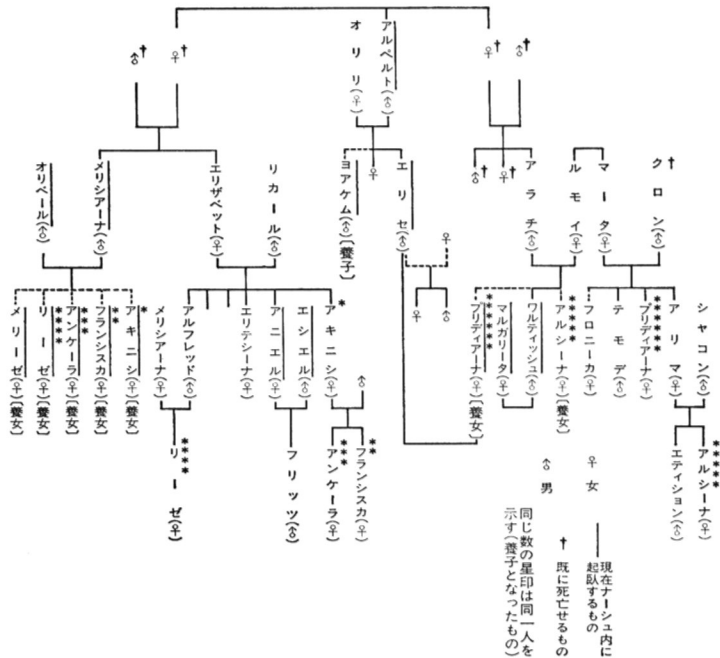 クロン(♂)†
マータ(♀)
ルモイ(♀)
アラチ(♂)
♀†
♂†
♂†
♀†
アルベルト(♂)
オリリ(♀)
エリセ(♂)
♀
ヨアケム(♂)〔養子〕
♀†
♂†
リカール(♂)
エリザベット(♀)
メリシアーナ(♂)
オリベール(♂)
シャコン(♂)
アリマ(♀)
プリディアーナ(♀)******
テモデ(♂)
フロニーカ(♀)
アルシーナ(♀)〔養女〕*****
ワルティッシュ(♂)
マルガリータ(♀)
プリディアーナ(♀)〔養女〕******
♀
♂
♀
♂
アキニシ(♀)*
エシエル(♂)
アニエル(♂)
エリテシーナ(♀)
アルフレッド(♂)
メリシアーナ(♀)
アキニシ(♀)〔養女〕*
フランシスカ(♀)〔養女〕**
アンケーラ(♀)〔養女〕***
リーゼ(♀)〔養女〕****
メリーゼ(♀)〔養女〕
アルシーナ(♀)*****
エティション(♂)
フランシスカ(♀)**
アンケーラ(♀)***
フリッツ(♂)
リーゼ(♀)****
現在ナーシュ内に
起臥するもの
♀ 女
† 既に死亡せるもの
♂ 男
同じ数の星印は同一人を
示す(養子となったもの)